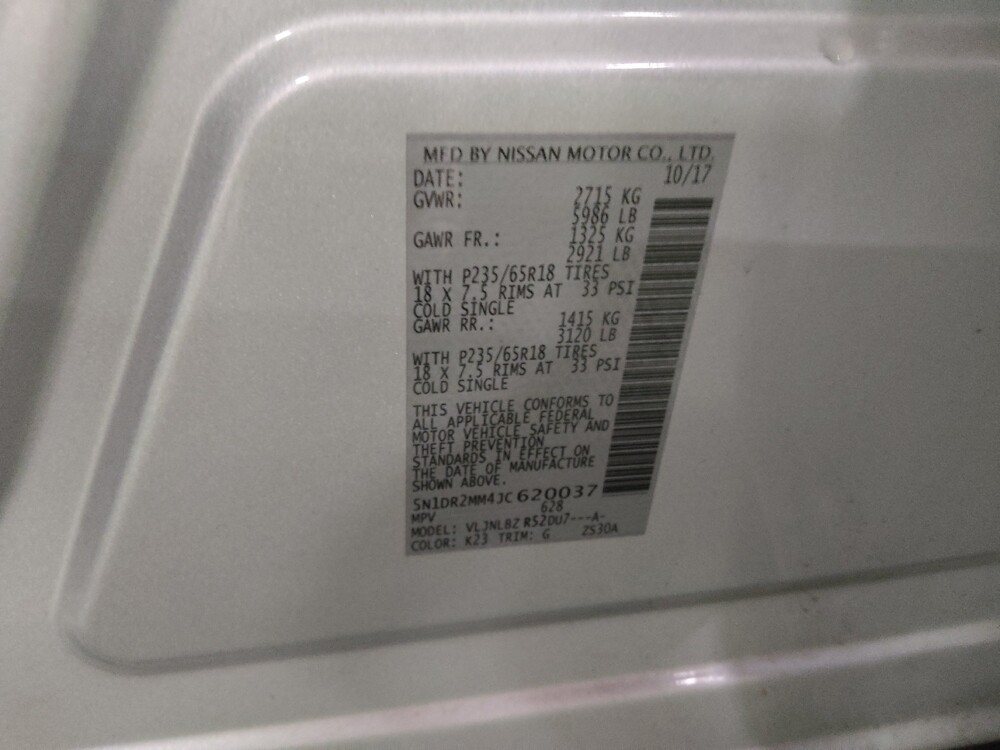 MFD BY NISSAN MOTOR CO., LTD.
DATE: 10/17
GVWR: 2715 KG
5986 LB
GAWR FR.: 1325 KG
2921 LB
WITH P235/65R18 TIRES
18 X 7.5 RIMS AT 33 PSI
COLD SINGLE
GAWR RR.: 1415 KG
3120 LB
WITH P235/65R18 TIRES
18 X 7.5 RIMS AT 33 PSI
COLD SINGLE
THIS VEHICLE CONFORMS TO
ALL APPLICABLE FEDERAL
MOTOR VEHICLE SAFETY AND
THEFT PREVENTION
STANDARDS IN EFFECT ON
THE DATE OF MANUFACTURE
SHOWN ABOVE.
5N1DR2MM4JC620037
MPV 628
MODEL: VLJNLBZ R52DU7---A-
COLOR: K23 TRIM: G ZS30A